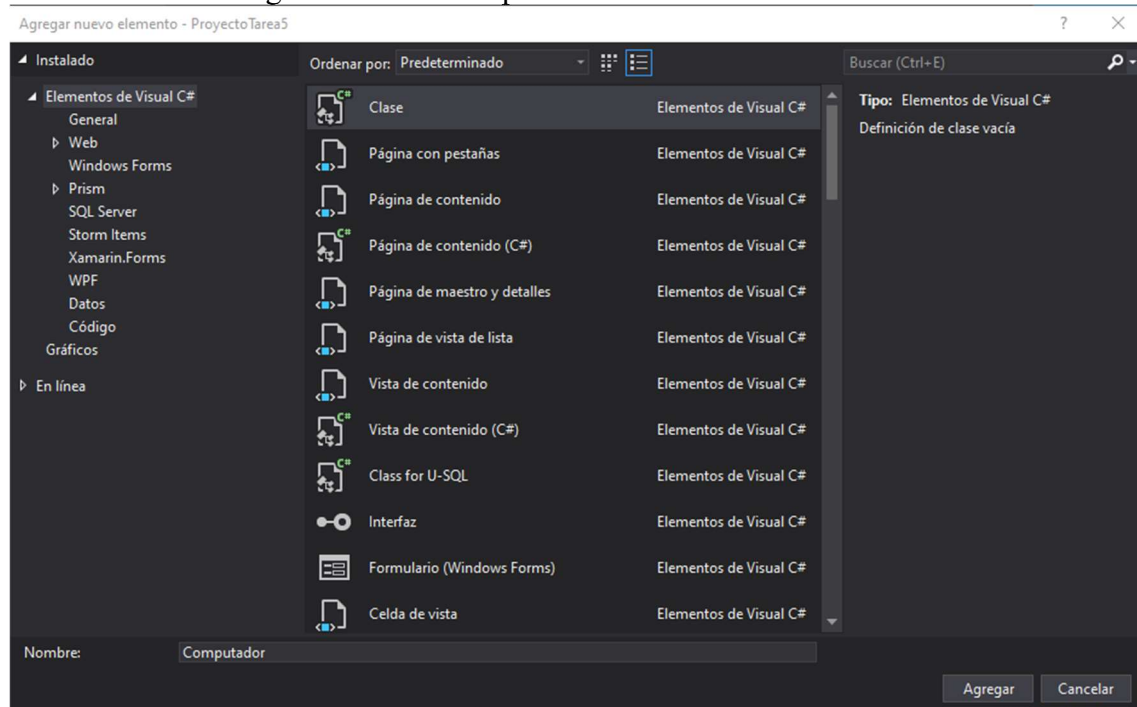 Agregar nuevo elemento - ProyectoTarea5 ? ×
Instalado
Elementos de Visual C#
General
Web
Windows Forms
Prism
SQL Server
Storm Items
Xamarin.Forms
WPF
Datos
Código
Gráficos
En línea
Ordenar por: Predeterminado
Clase Elementos de Visual C#
Página con pestañas Elementos de Visual C#
Página de contenido Elementos de Visual C#
Página de contenido (C#) Elementos de Visual C#
Página de maestro y detalles Elementos de Visual C#
Página de vista de lista Elementos de Visual C#
Vista de contenido Elementos de Visual C#
Vista de contenido (C#) Elementos de Visual C#
Class for U-SQL Elementos de Visual C#
Interfaz Elementos de Visual C#
Formulario (Windows Forms) Elementos de Visual C#
Celda de vista Elementos de Visual C#
Buscar (Ctrl+E)
Tipo: Elementos de Visual C#
Definición de clase vacía
Nombre: Computador
Agregar Cancelar